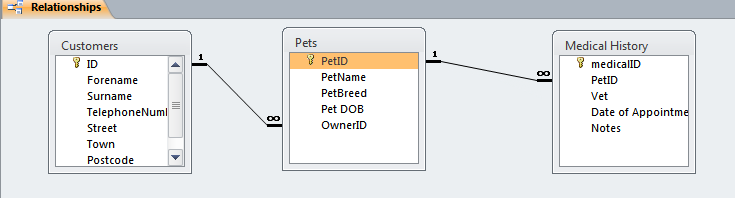 Relationships
Customers
ID
Forename
Surname
TelephoneNuml
Street
Town
Postcode
1
∞
Pets
PetID
PetName
PetBreed
Pet DOB
OwnerID
1
∞
Medical History
medicalID
PetID
Vet
Date of Appointme
Notes